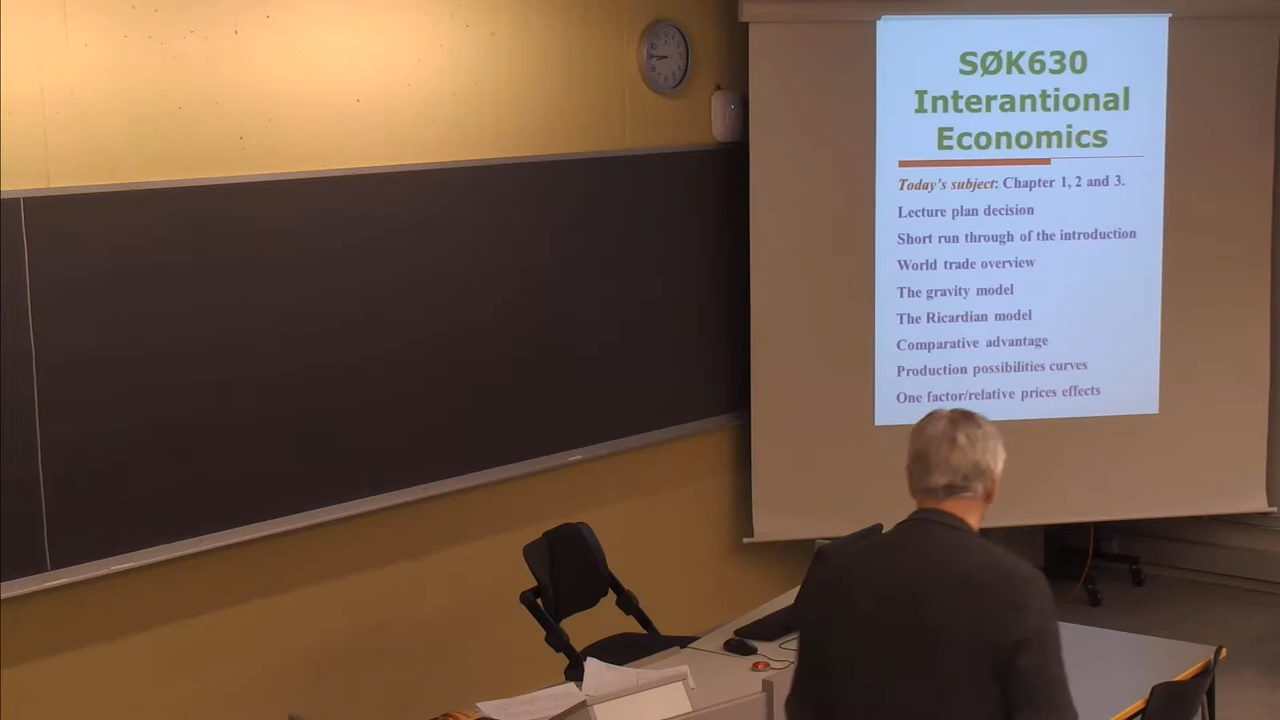 SØK630
Interantional
Economics
Today's subject: Chapter 1, 2 and 3.
Lecture plan decision
Short run through of the introduction
World trade overview
The gravity model
The Ricardian model
Comparative advantage
Production possibilities curves
One factor/relative prices effects